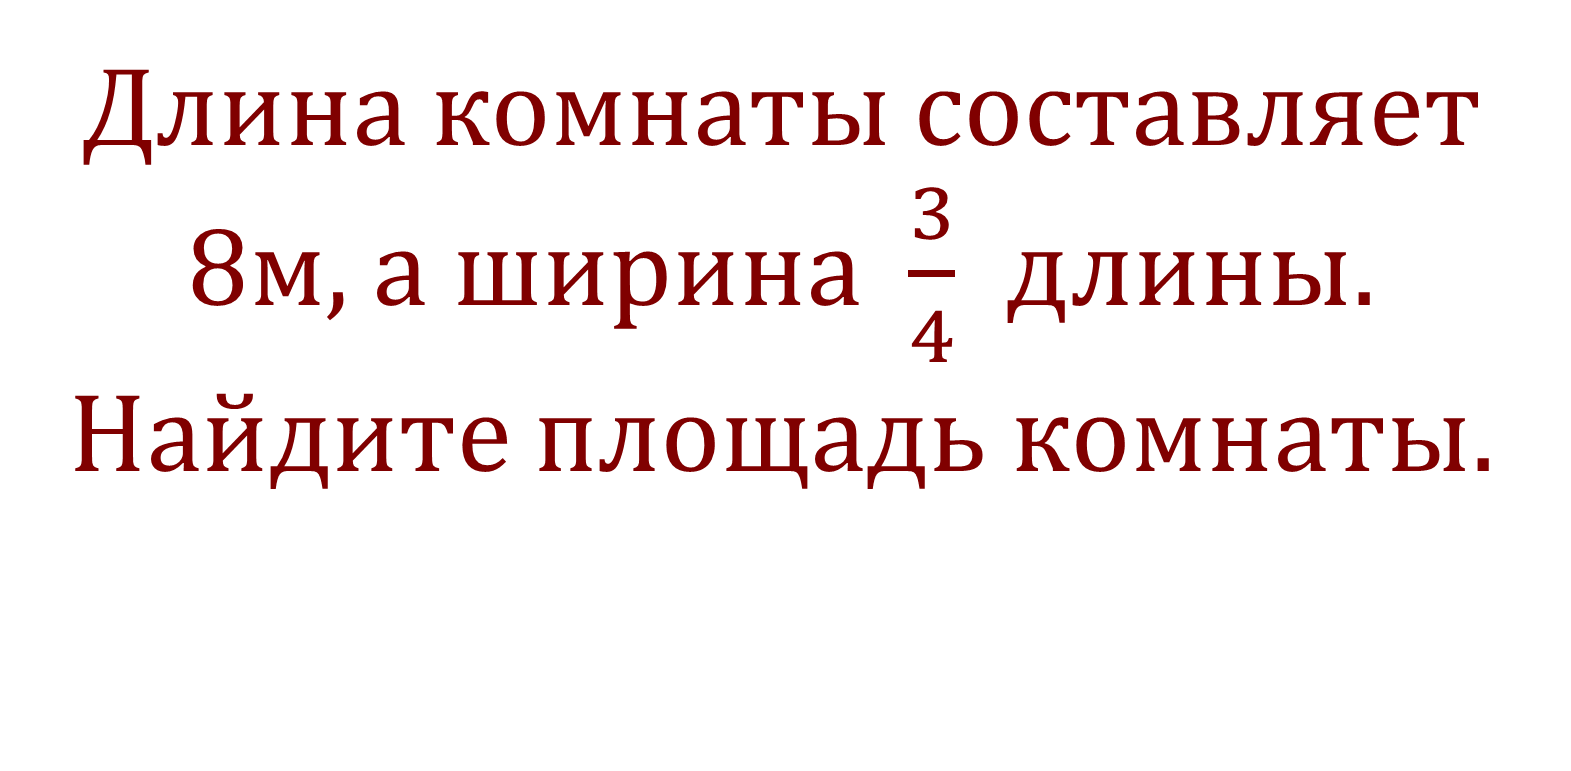 Длина комнаты составляет
8м, а ширина 3/4 длины.
Найдите площадь комнаты.